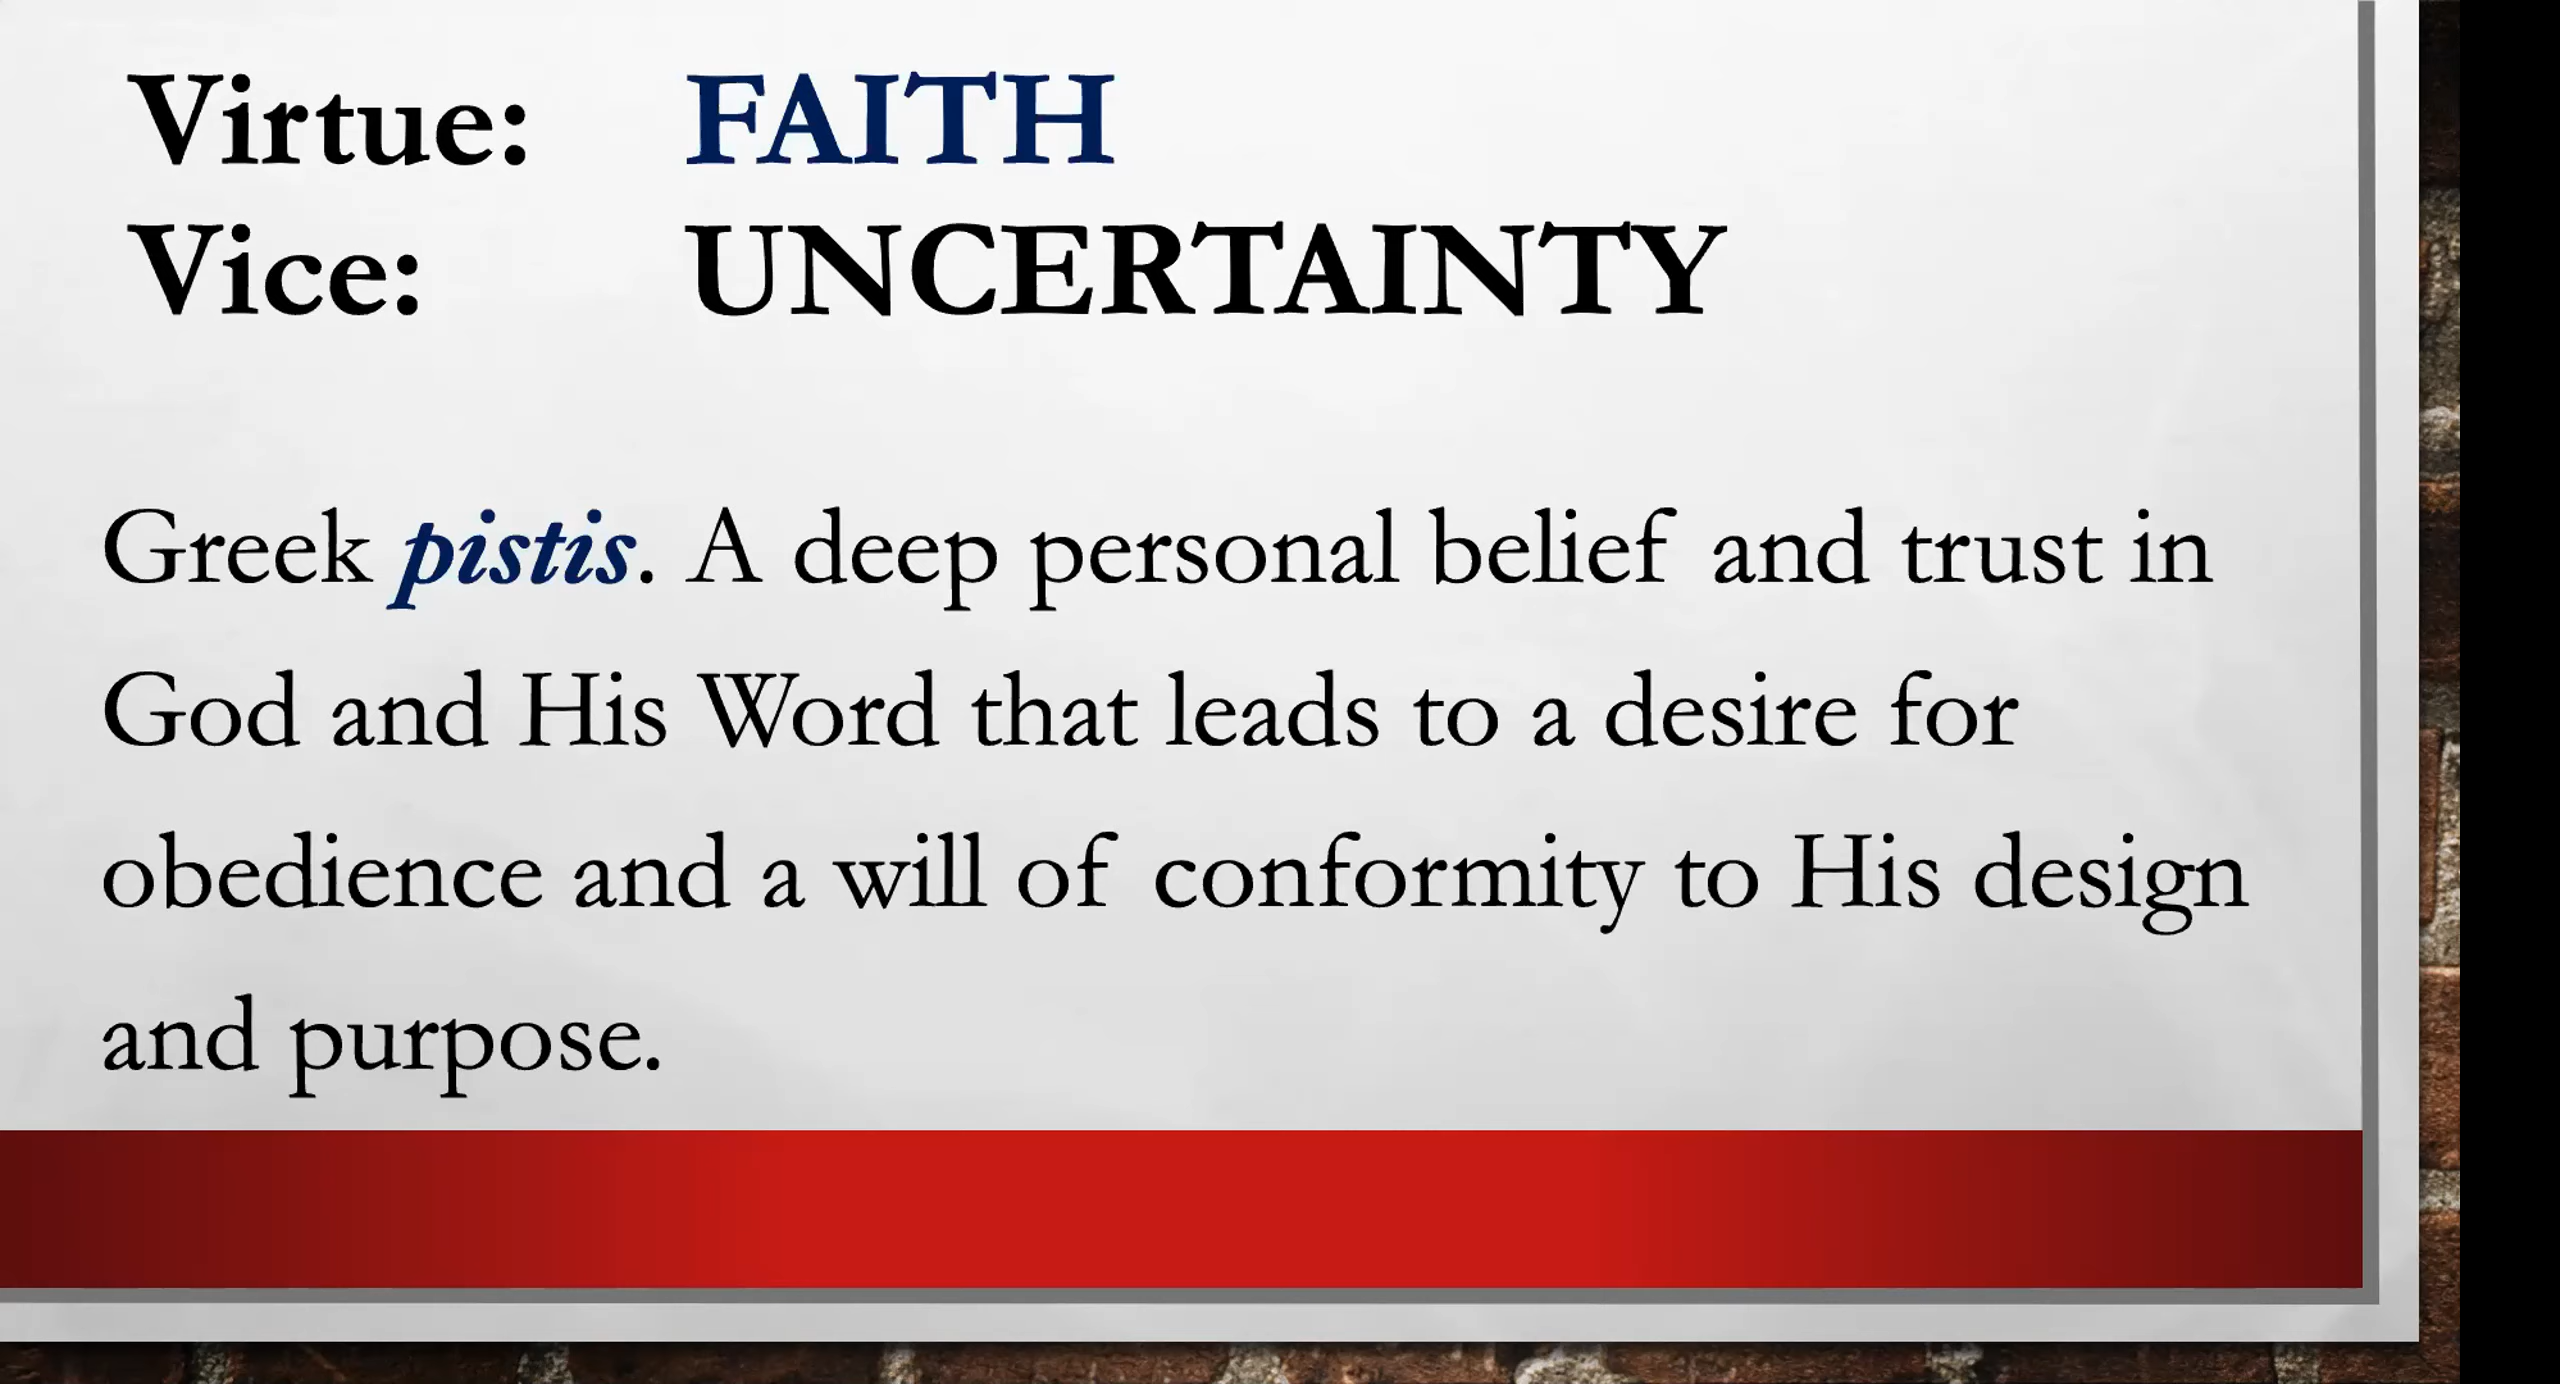 Virtue: FAITH
Vice: UNCERTAINTY
Greek pistis. A deep personal belief and trust in
God and His Word that leads to a desire for
obedience and a will of conformity to His design
and purpose.